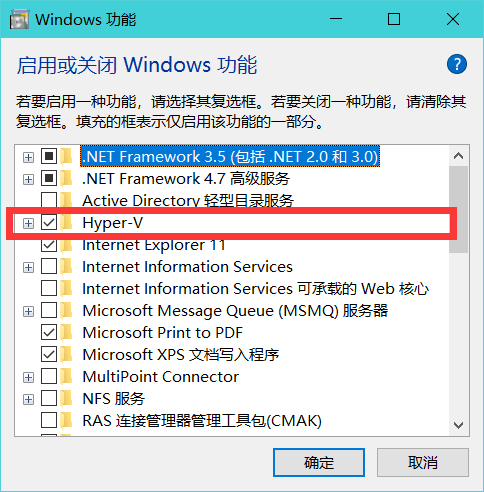 Windows 功能
启用或关闭 Windows 功能
?
若要启用一种功能，请选择其复选框。若要关闭一种功能，请清除其
复选框。填充的框表示仅启用该功能的一部分。
.NET Framework 3.5 (包括 .NET 2.0 和 3.0)
.NET Framework 4.7 高级服务
Active Directory 轻型目录服务
Hyper-V
Internet Explorer 11
Internet Information Services
Internet Information Services 可承载的 Web 核心
Microsoft Message Queue (MSMQ) 服务器
Microsoft Print to PDF
Microsoft XPS 文档写入程序
MultiPoint Connector
NFS 服务
RAS 连接管理器管理工具包(CMAK)
确定
取消